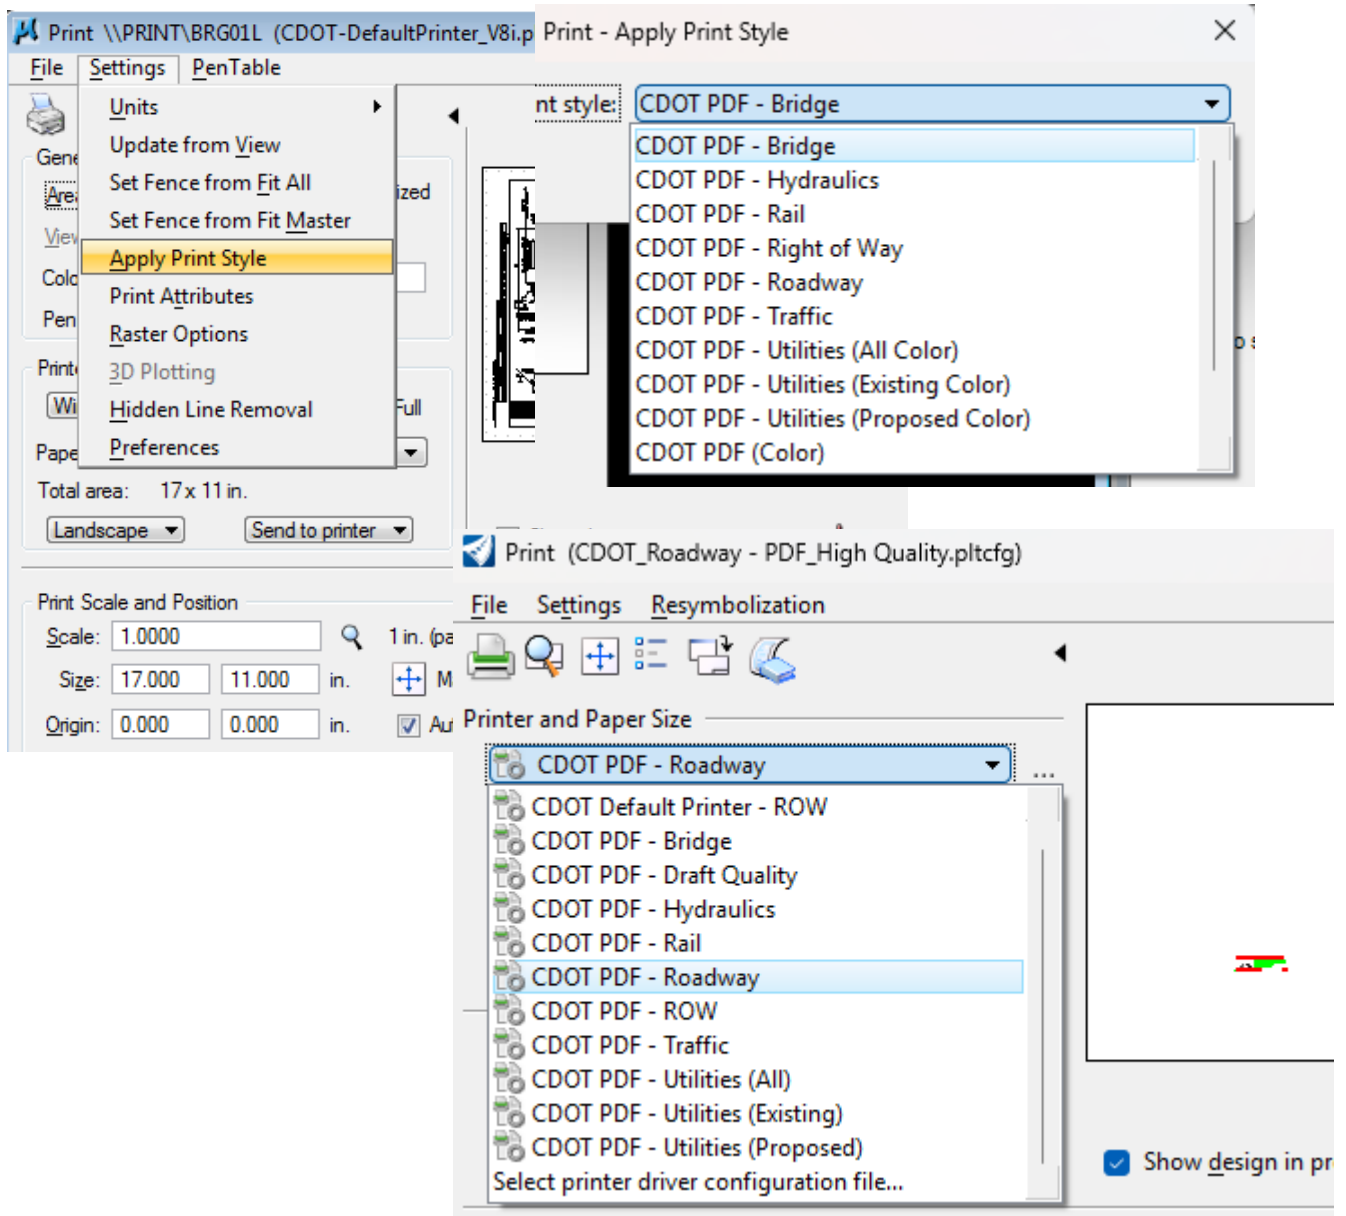 Print \\PRINT\BRG01L (CDOT-DefaultPrinter_V8i.p
File Settings PenTable
Units
Update from View
Set Fence from Fit All
Set Fence from Fit Master
Apply Print Style
Print Attributes
Raster Options
3D Plotting
Hidden Line Removal
Preferences
Gene
Area
ized
View
Colo
Pen
Printe
Wi
Full
Pape
Total area: 17 x 11 in.
Landscape Send to printer
Print Scale and Position
Scale: 1.0000 1 in. (pa
Size: 17.000 11.000 in. M
Origin: 0.000 0.000 in. Au
Print - Apply Print Style
nt style: CDOT PDF - Bridge
CDOT PDF - Bridge
CDOT PDF - Hydraulics
CDOT PDF - Rail
CDOT PDF - Right of Way
CDOT PDF - Roadway
CDOT PDF - Traffic
CDOT PDF - Utilities (All Color)
CDOT PDF - Utilities (Existing Color)
CDOT PDF - Utilities (Proposed Color)
CDOT PDF (Color)
Print (CDOT_Roadway - PDF_High Quality.pltcfg)
File Settings Resymbolization
Printer and Paper Size
CDOT PDF - Roadway ...
CDOT Default Printer - ROW
CDOT PDF - Bridge
CDOT PDF - Draft Quality
CDOT PDF - Hydraulics
CDOT PDF - Rail
CDOT PDF - Roadway
CDOT PDF - ROW
CDOT PDF - Traffic
CDOT PDF - Utilities (All)
CDOT PDF - Utilities (Existing)
CDOT PDF - Utilities (Proposed)
Select printer driver configuration file...
Show design in pr